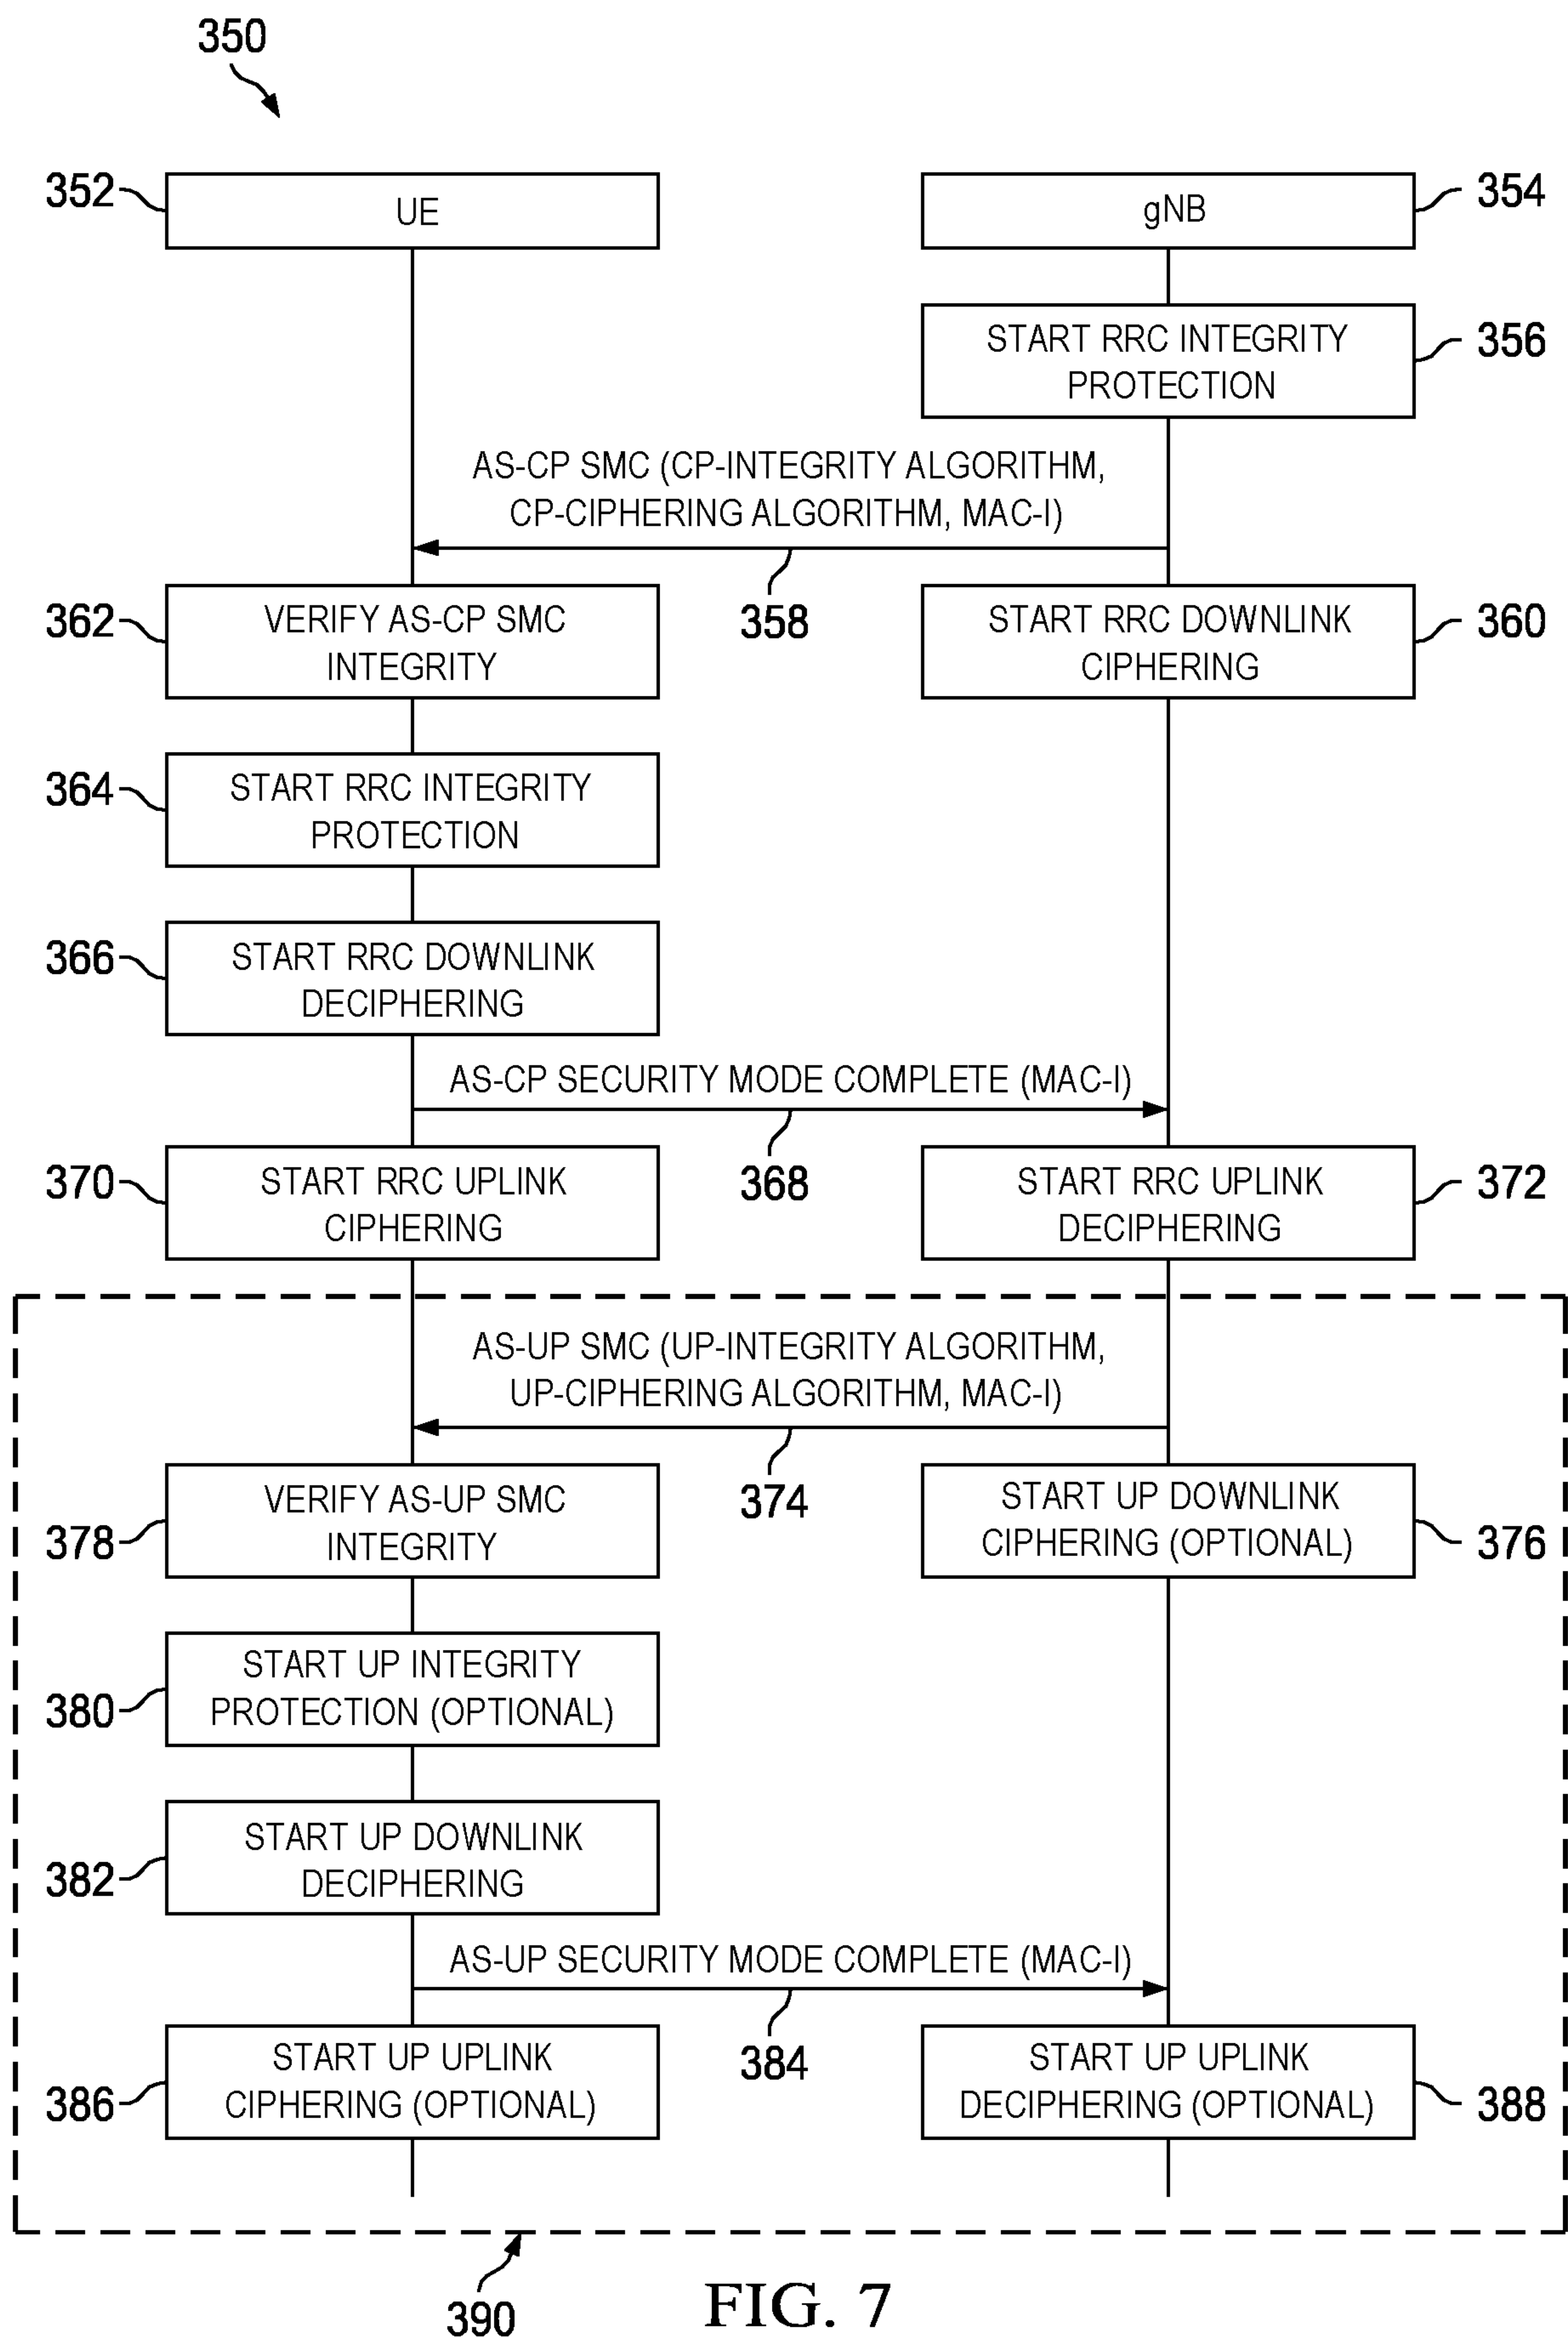 350
352
UE
gNB
354
START RRC INTEGRITY
PROTECTION
356
AS-CP SMC (CP-INTEGRITY ALGORITHM,
CP-CIPHERING ALGORITHM, MAC-I)
358
362
VERIFY AS-CP SMC
INTEGRITY
START RRC DOWNLINK
CIPHERING
360
364
START RRC INTEGRITY
PROTECTION
366
START RRC DOWNLINK
DECIPHERING
AS-CP SECURITY MODE COMPLETE (MAC-I)
368
370
START RRC UPLINK
CIPHERING
START RRC UPLINK
DECIPHERING
372
AS-UP SMC (UP-INTEGRITY ALGORITHM,
UP-CIPHERING ALGORITHM, MAC-I)
374
378
VERIFY AS-UP SMC
INTEGRITY
START UP DOWNLINK
CIPHERING (OPTIONAL)
376
380
START UP INTEGRITY
PROTECTION (OPTIONAL)
382
START UP DOWNLINK
DECIPHERING
AS-UP SECURITY MODE COMPLETE (MAC-I)
384
386
START UP UPLINK
CIPHERING (OPTIONAL)
START UP UPLINK
DECIPHERING (OPTIONAL)
388
390
FIG. 7